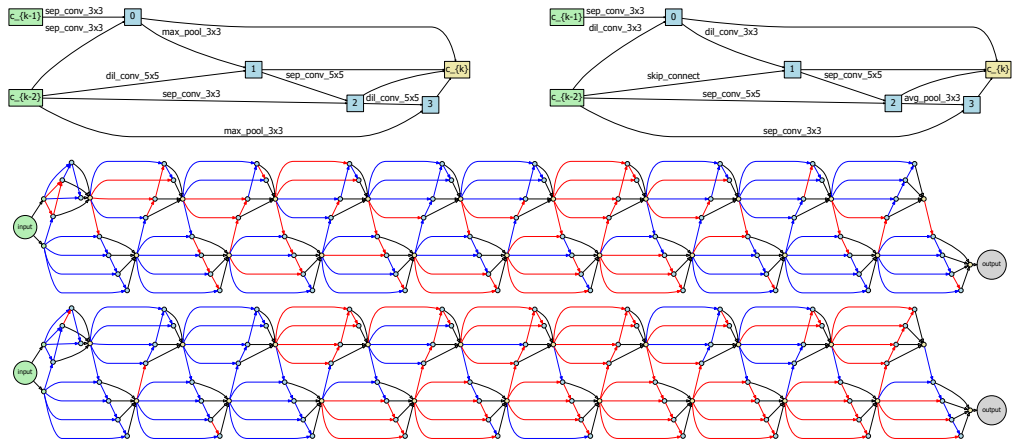 c_{k-1} sep_conv_3x3 0
sep_conv_3x3
max_pool_3x3
dil_conv_5x5 1 c_{k}
sep_conv_5x5
c_{k-2} sep_conv_3x3 2 dil_conv_5x5 3
max_pool_3x3
c_{k-1} sep_conv_3x3 0
dil_conv_3x3 dil_conv_3x3
skip_connect 1 c_{k}
sep_conv_5x5
c_{k-2} sep_conv_5x5 2 avg_pool_3x3 3
sep_conv_3x3
input
output
input
output